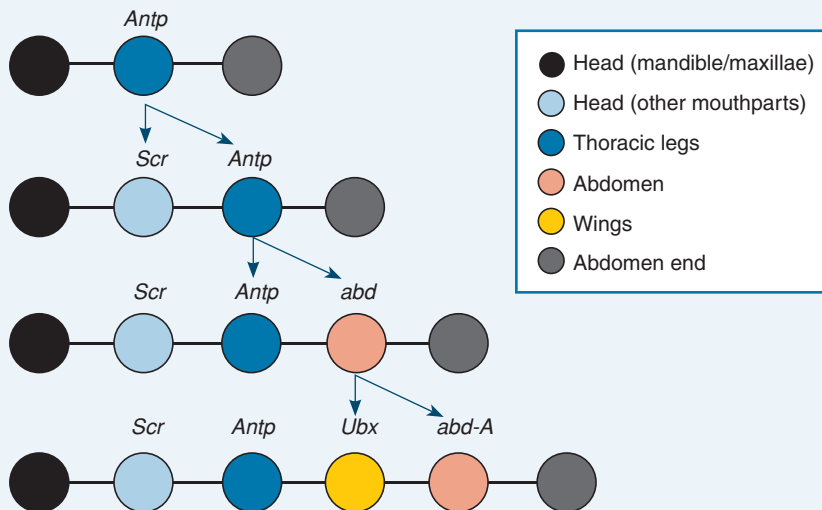 Antp
Scr Antp
Scr Antp abd
Scr Antp Ubx abd-A
Head (mandible/maxillae)
Head (other mouthparts)
Thoracic legs
Abdomen
Wings
Abdomen end